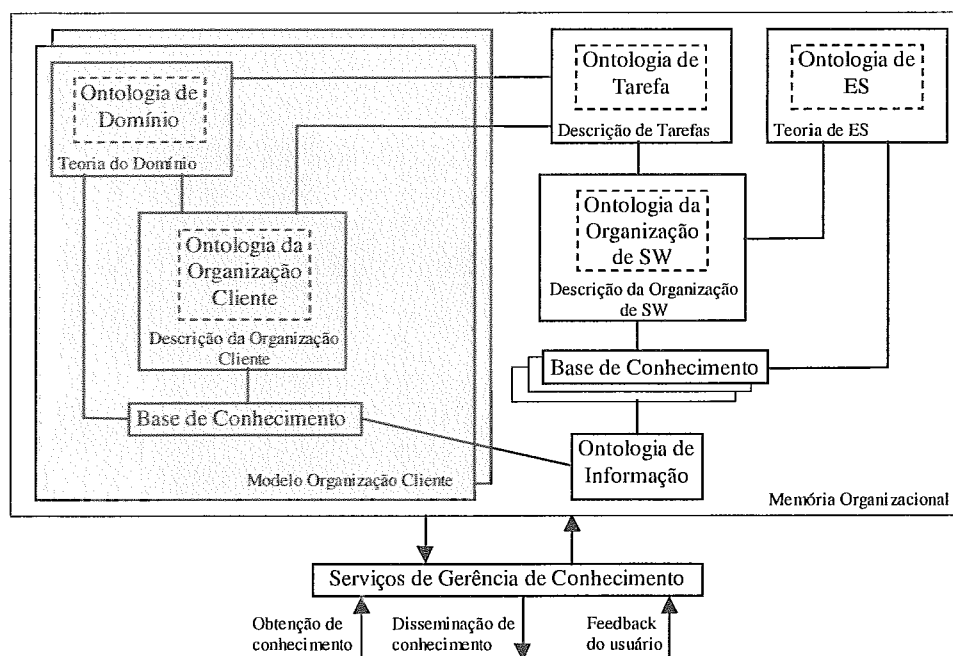 Ontologia de
Domínio
Teoria do Domínio
Ontologia da
Organização
Cliente
Descrição da Organização
Cliente
Base de Conhecimento
Modelo Organização Cliente
Ontologia de
Tarefa
Descrição de Tarefas
Ontologia de
ES
Teoria de ES
Ontologia da
Organização
de SW
Descrição da Organização
de SW
Base de Conhecimento
Ontologia de
Informação
Memória Organizacional
Serviços de Gerência de Conhecimento
Obtenção de
conhecimento
Disseminação de
conhecimento
Feedback
do usuário